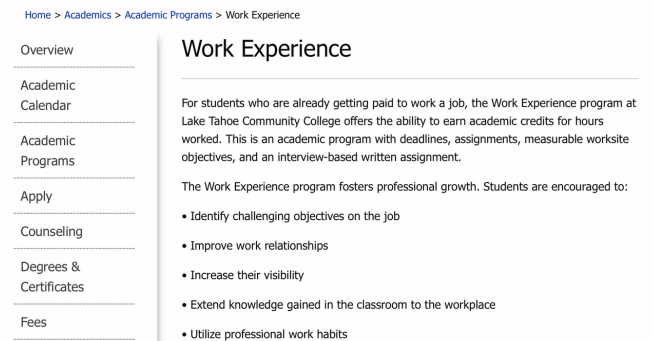 Home > Academics > Academic Programs > Work Experience
Overview
Academic
Calendar
Academic
Programs
Apply
Counseling
Degrees &
Certificates
Fees
Work Experience
For students who are already getting paid to work a job, the Work Experience program at
Lake Tahoe Community College offers the ability to earn academic credits for hours
worked. This is an academic program with deadlines, assignments, measurable worksite
objectives, and an interview-based written assignment.
The Work Experience program fosters professional growth. Students are encouraged to:
• Identify challenging objectives on the job
• Improve work relationships
• Increase their visibility
• Extend knowledge gained in the classroom to the workplace
• Utilize professional work habits